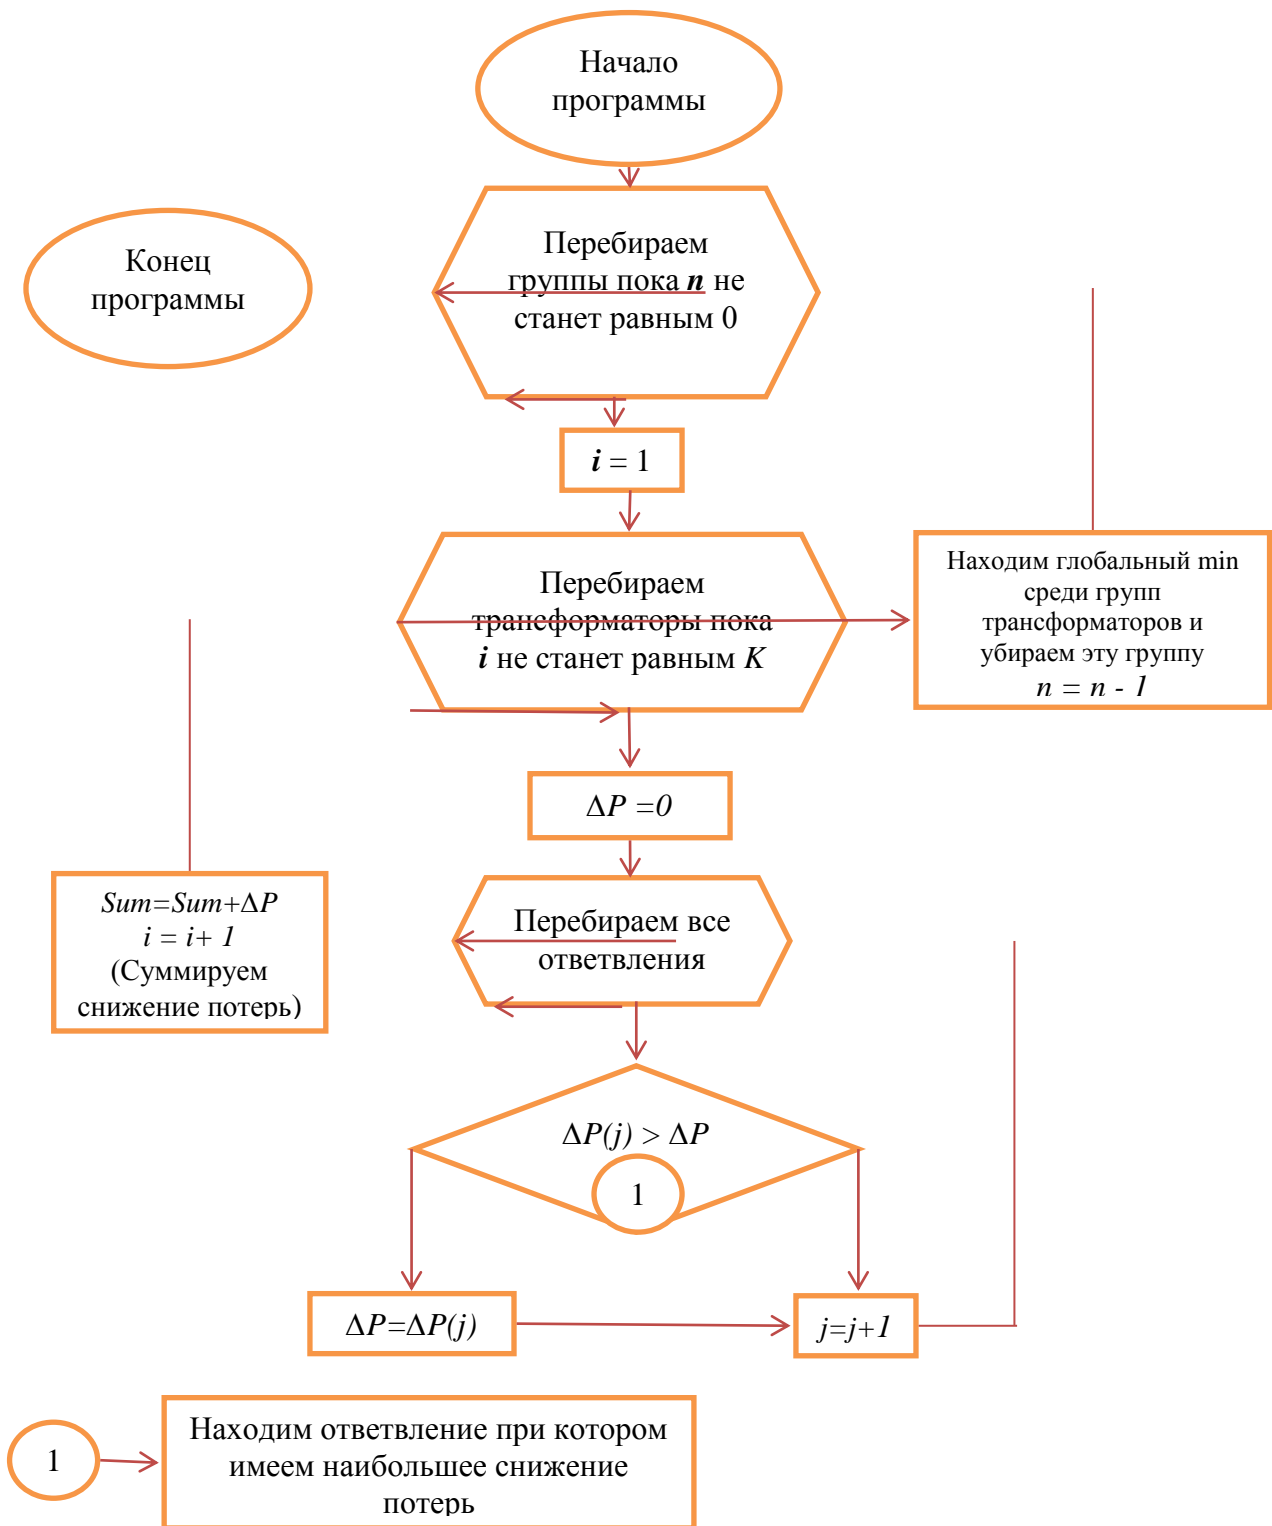 Начало
программы
Конец
программы
Перебираем
группы пока n не
станет равным 0
i = 1
Перебираем
трансформаторы пока
i не станет равным K
Находим глобальный min
среди групп
трансформаторов и
убираем эту группу
n = n - 1
ΔP =0
Sum=Sum+ΔP
i = i+ 1
(Суммируем
снижение потерь)
Перебираем все
ответвления
ΔP(j) > ΔP
1
ΔP=ΔP(j)
j=j+1
1
Находим ответвление при котором
имеем наибольшее снижение
потерь